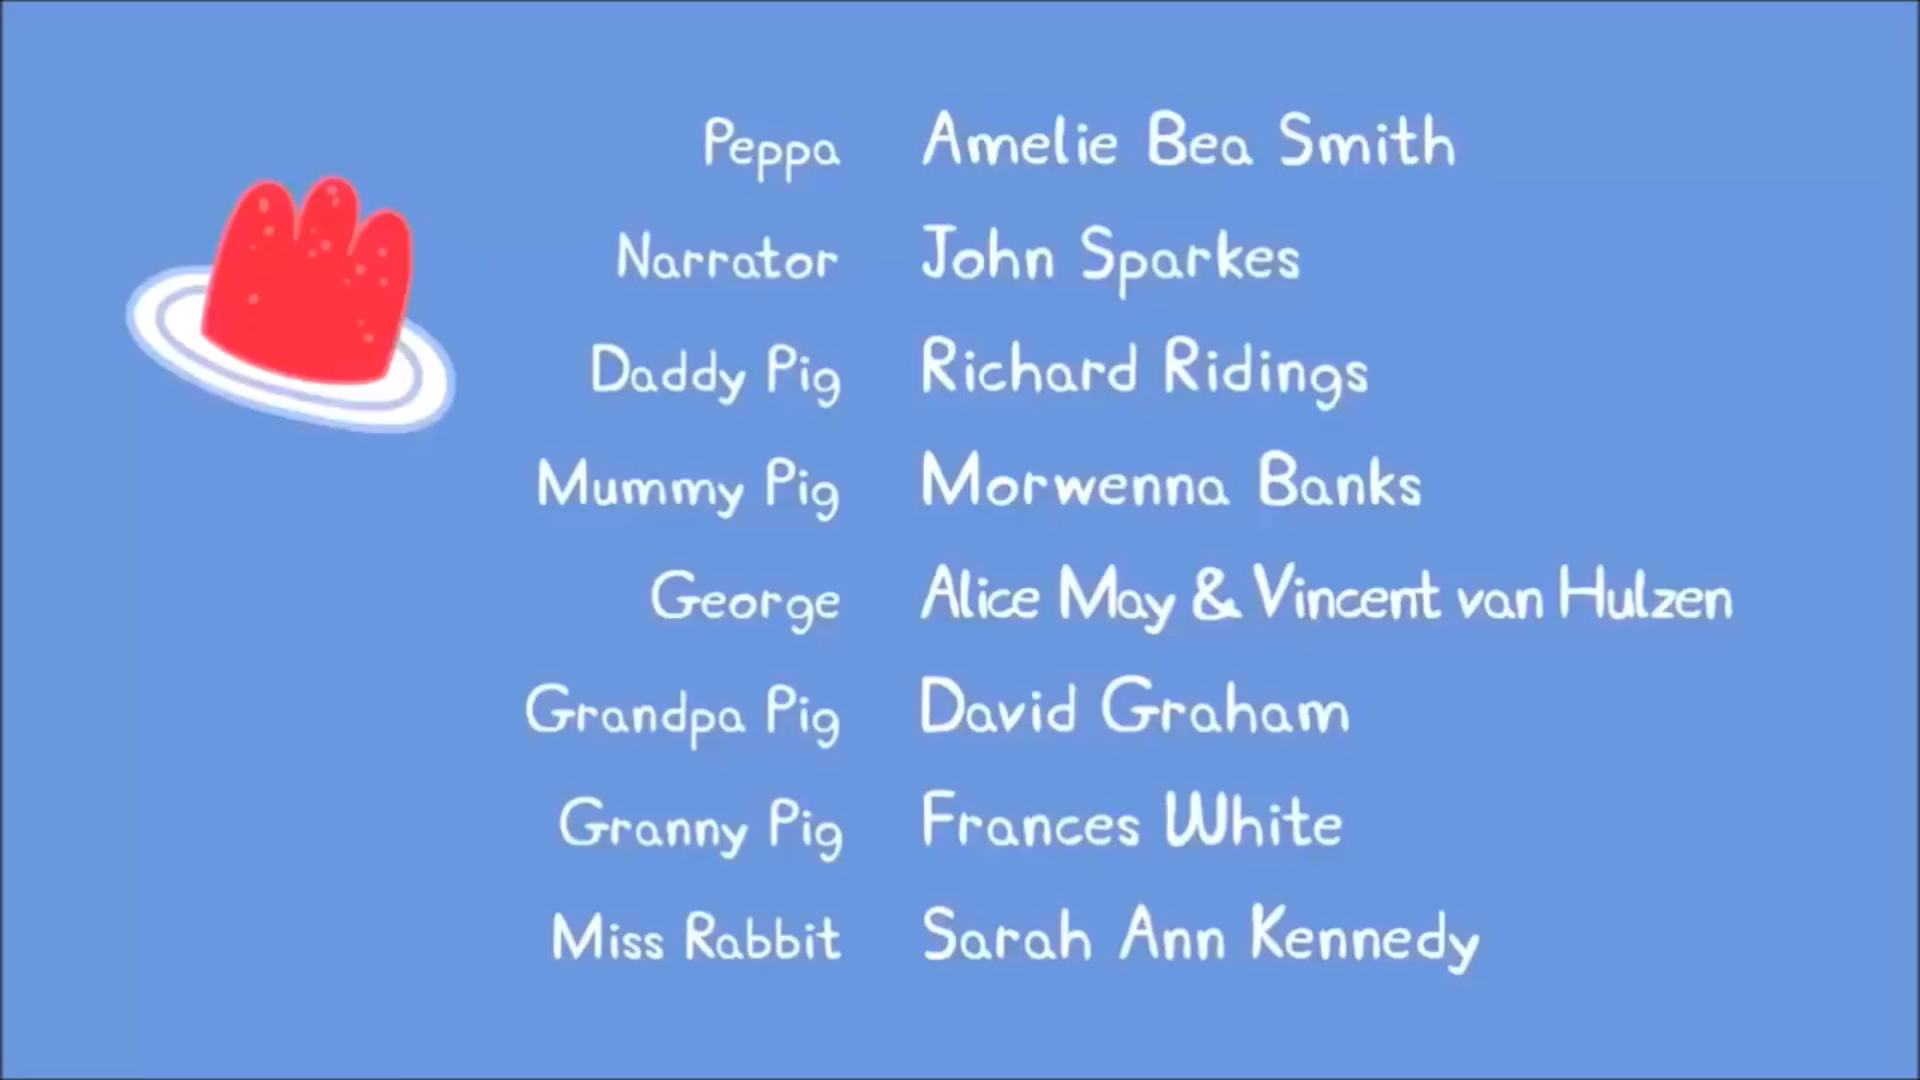 Peppa Amelie Bea Smith
Narrator John Sparkes
Daddy Pig Richard Ridings
Mummy Pig Morwenna Banks
George Alice May & Vincent van Hulzen
Grandpa Pig David Graham
Granny Pig Frances White
Miss Rabbit Sarah Ann Kennedy